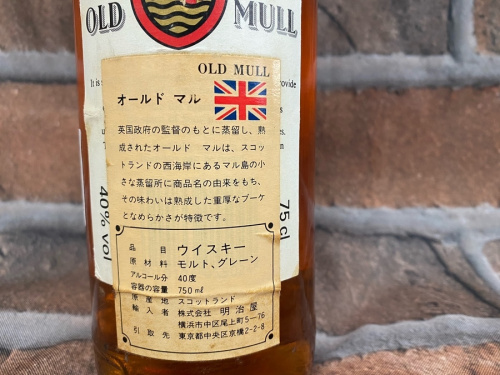 OLD MULL
It is
OLD MULL
オールド マル
英国政府の監督のもとに蒸留し、熟
成されたオールド マルは、スコッ
トランドの西海岸にあるマル島の小
さな蒸留所に商品名の由来をもち、
その味わいは熟成した重厚なブーケ
となめらかさが特徴です。
40% vol
75 cl
品目 ウイスキー
原材料 モルト、グレーン
アルコール分 40度
容器の容量 750㎖
原産地 スコットランド
輸入者 株式会社 明治屋
横浜市中区尾上町5-76
引取先 東京都中央区京橋2-2-8